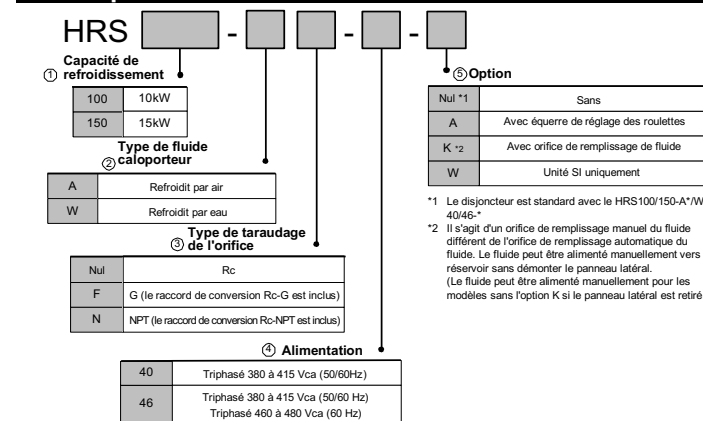 HRS - - -
Capacité de
① refroidissement
100 10kW
150 15kW
Type de fluide
② caloporteur
A Refroidit par air
W Refroidit par eau
Type de taraudage
③ de l'orifice
Nul Rc
F G (le raccord de conversion Rc-G est inclus)
N NPT (le raccord de conversion Rc-NPT est inclus)
④ Alimentation
40 Triphasé 380 à 415 Vca (50/60Hz)
46 Triphasé 380 à 415 Vca (50/60 Hz)
Triphasé 460 à 480 Vca (60 Hz)
⑤ Option
Nul *1 Sans
A Avec équerre de réglage des roulettes
K *2 Avec orifice de remplissage de fluide
W Unité SI uniquement
*1 Le disjoncteur est standard avec le HRS100/150-A*/W
40/46-*
*2 Il s'agit d'un orifice de remplissage manuel du fluide
différent de l'orifice de remplissage automatique du
fluide. Le fluide peut être alimenté manuellement vers
réservoir sans démonter le panneau latéral.
(Le fluide peut être alimenté manuellement pour les
modèles sans l'option K si le panneau latéral est retiré